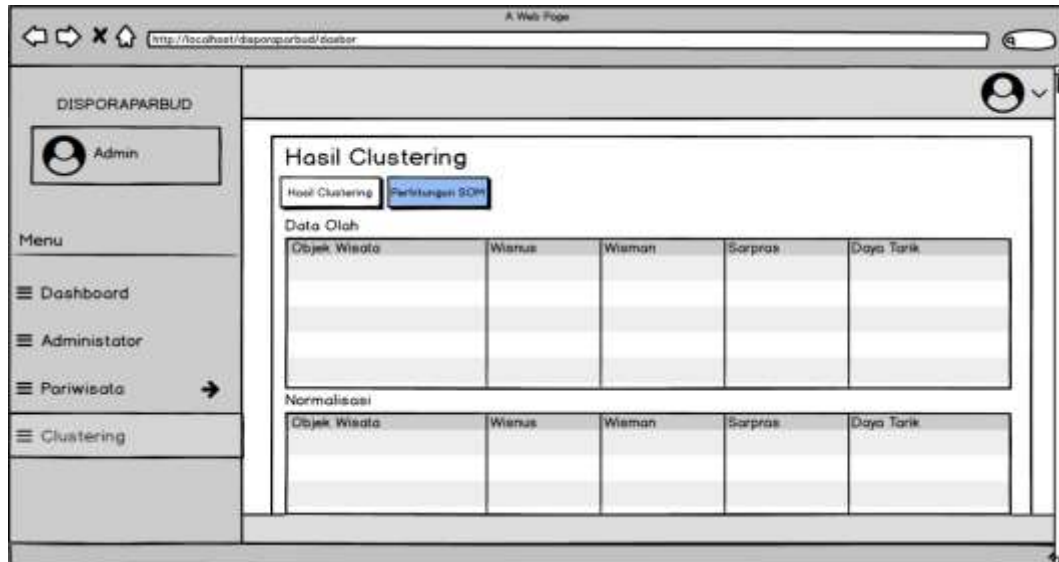 A Web Page
http://localhost/disporaparbud/dasbor
DISPORAPARBUD
Admin
Menu
Dashboard
Administator
Pariwisata
Clustering
Hasil Clustering
Hasil Clustering
Perhitungan SOM
Data Olah
Objek Wisata Wisnus Wisman Sarpras Daya Tarik
Normalisasi
Objek Wisata Wisnus Wisman Sarpras Daya Tarik